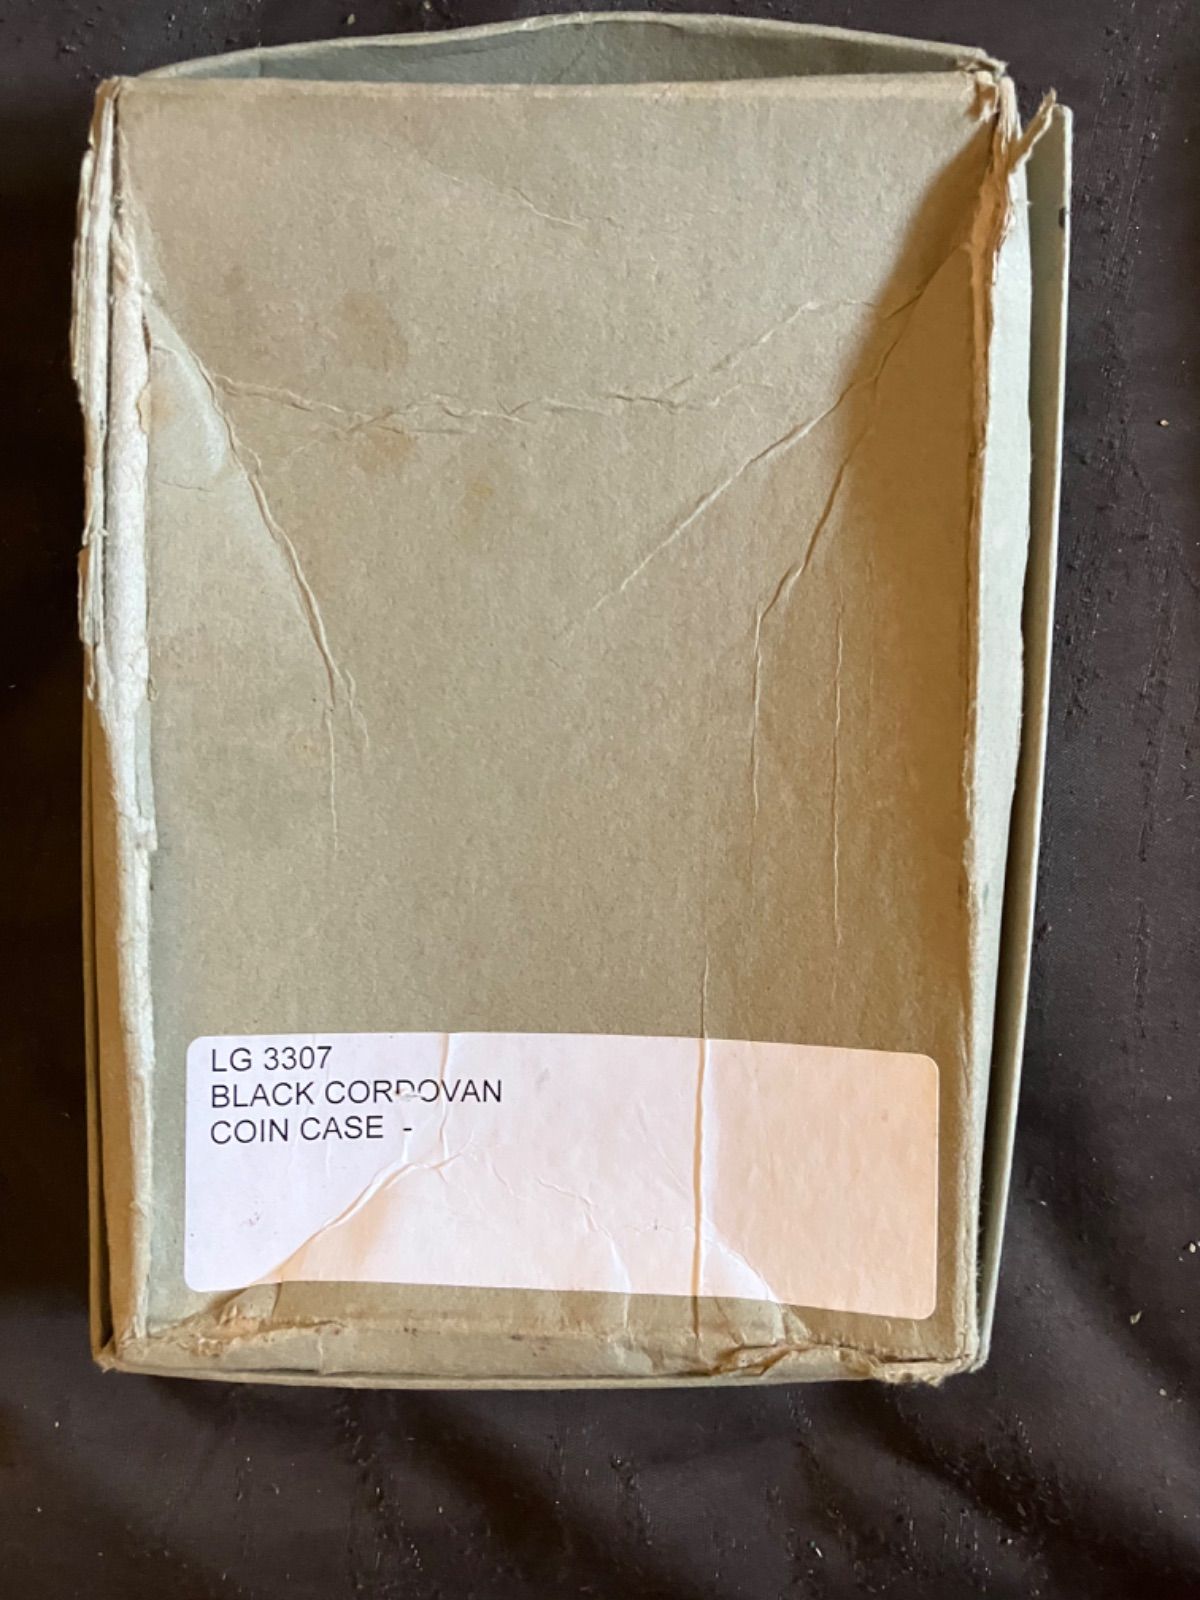 LG 3307
BLACK CORDOVAN
COIN CASE -